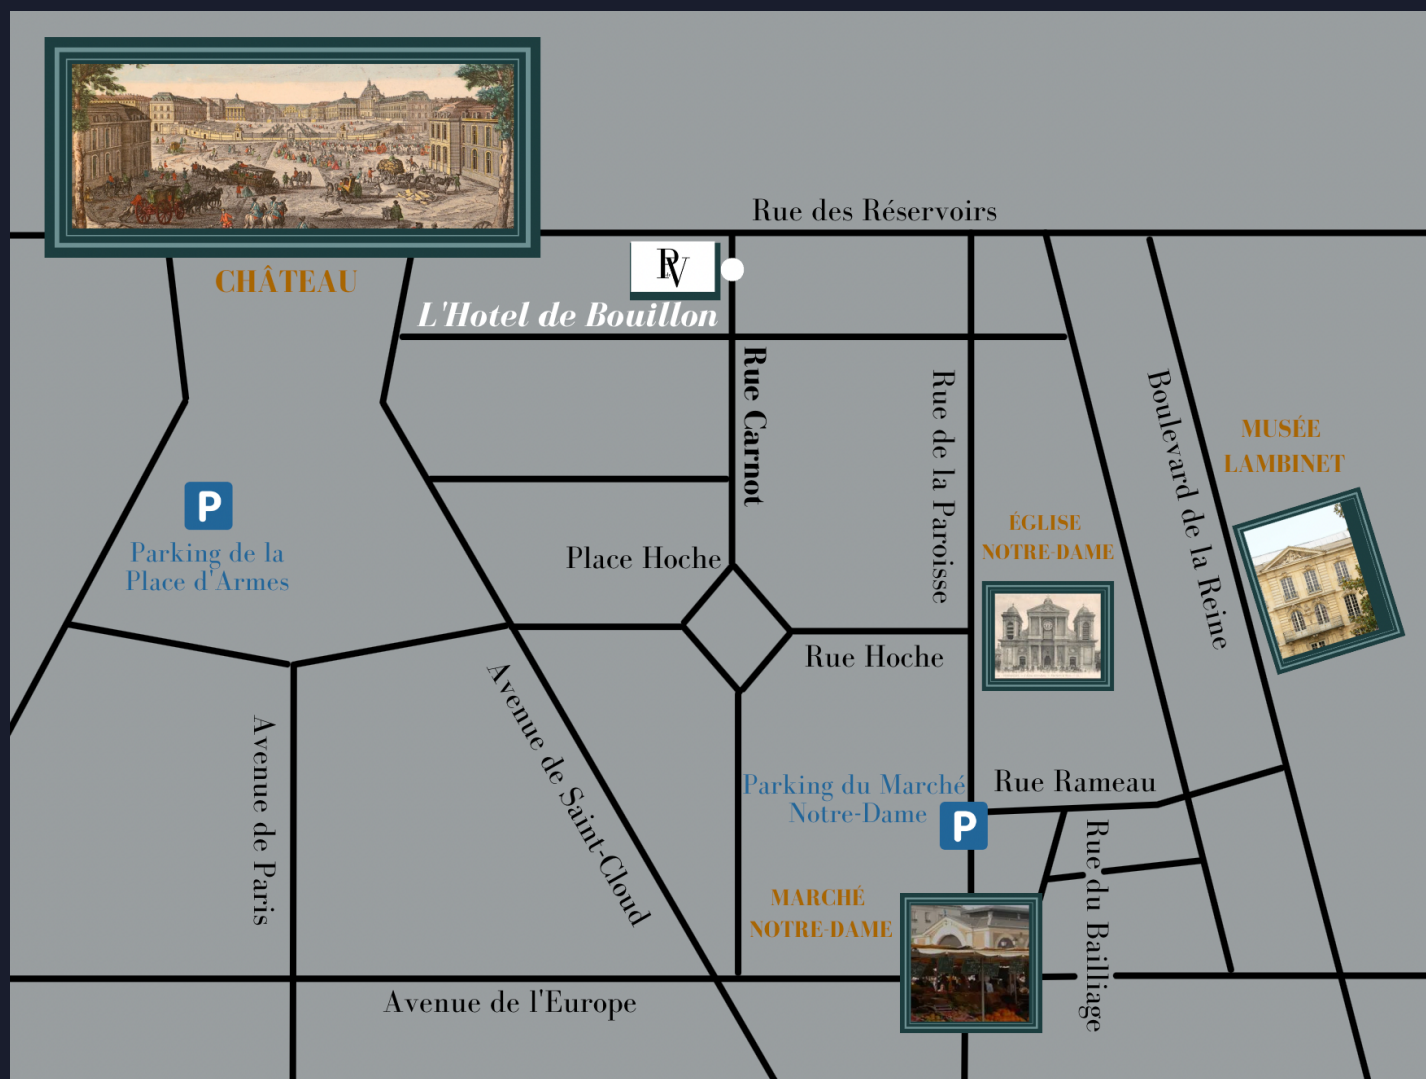 Rue des Réservoirs
CHÂTEAU
RV
L'Hotel de Bouillon
Rue Carnot
Rue de la Paroisse
Boulevard de la Reine
MUSÉE
LAMBINET
P
Parking de la
Place d'Armes
ÉGLISE
NOTRE-DAME
Place Hoche
Rue Hoche
Avenue de Paris
Avenue de Saint-Cloud
Parking du Marché
Notre-Dame
P
Rue Rameau
Rue du Bailliage
MARCHÉ
NOTRE-DAME
Avenue de l'Europe